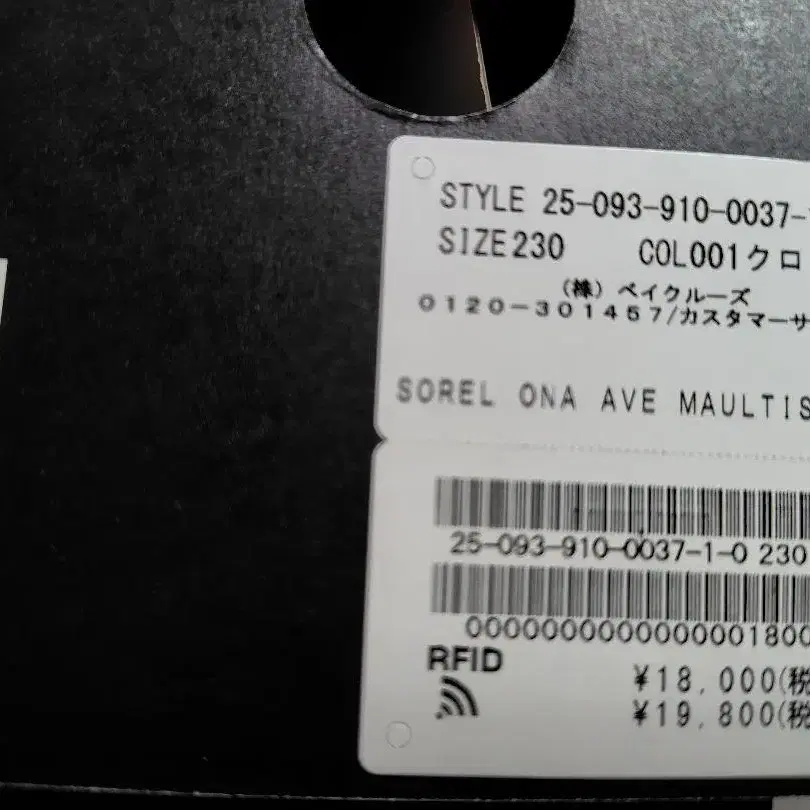 STYLE 25-093-910-0037-
SIZE230 COL001クロ
(株) ベイクルーズ
0120-301457/カスタマーサ
SOREL ONA AVE MAULTIS
25-093-910-0037-1-0 230
00000000000000001800
RFID
¥18,000(税
¥19,800(税